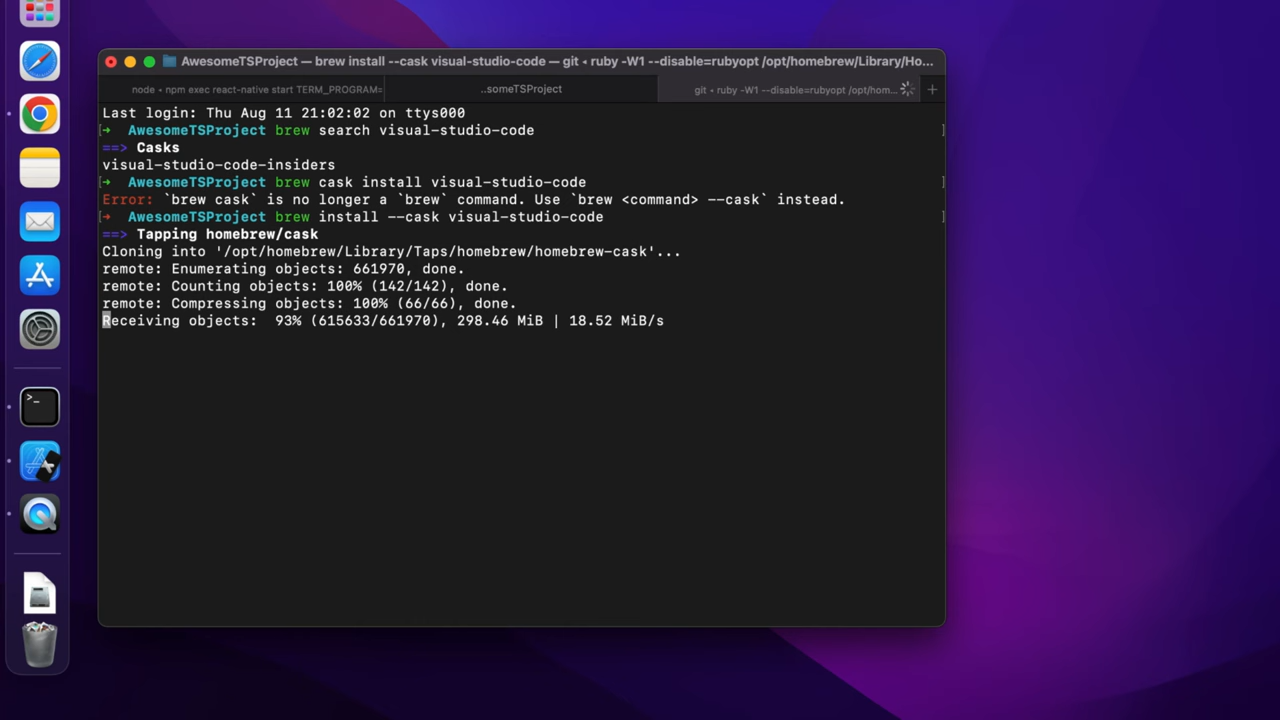 AwesomeTSProject — brew install --cask visual-studio-code — git ◂ ruby -W1 --disable=rubyopt /opt/homebrew/Library/Ho...
node ◂ npm exec react-native start TERM_PROGRAM=
..someTSProject
git ◂ ruby -W1 --disable=rubyopt /opt/hom...
Last login: Thu Aug 11 21:02:02 on ttys000
[➜  AwesomeTSProject brew search visual-studio-code ]
==> Casks
visual-studio-code-insiders
[➜  AwesomeTSProject brew cask install visual-studio-code ]
Error: `brew cask` is no longer a `brew` command. Use `brew <command> --cask` instead.
[➜  AwesomeTSProject brew install --cask visual-studio-code ]
==> Tapping homebrew/cask
Cloning into '/opt/homebrew/Library/Taps/homebrew/homebrew-cask'...
remote: Enumerating objects: 661970, done.
remote: Counting objects: 100% (142/142), done.
remote: Compressing objects: 100% (66/66), done.
Receiving objects:  93% (615633/661970), 298.46 MiB | 18.52 MiB/s
>_